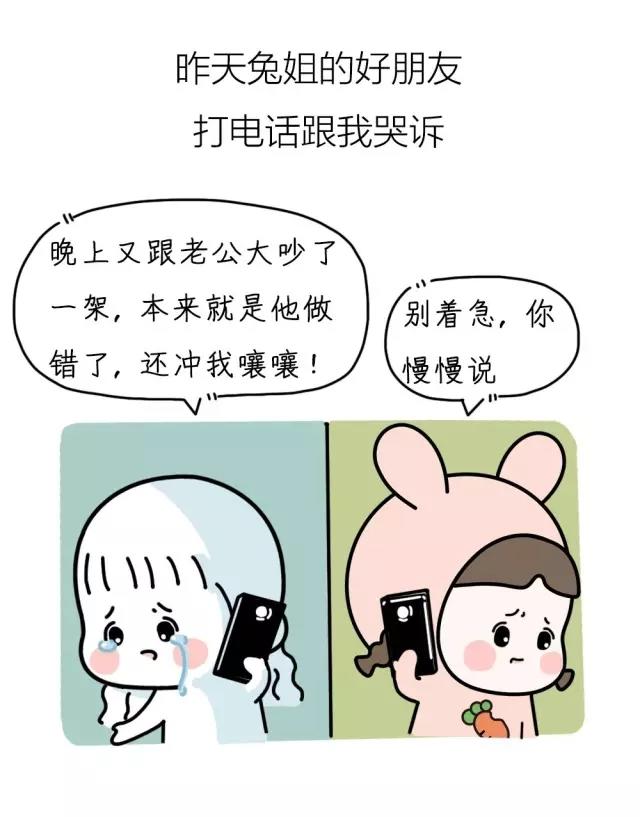 昨天兔姐的好朋友
打电话跟我哭诉
晚上又跟老公大吵了
一架，本来就是他做
错了，还冲我嚷嚷！
别着急，你
慢慢说